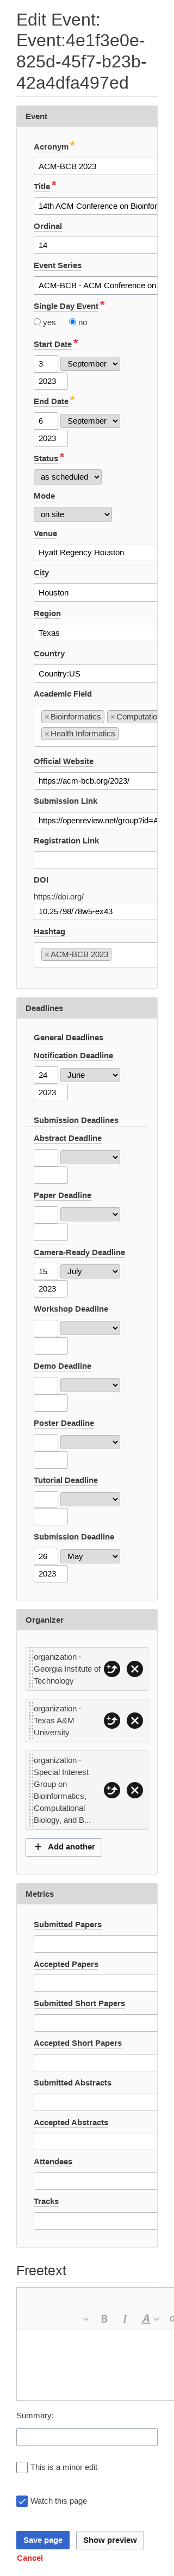 Edit Event:
Event:4e1f3e0e-
825d-45f7-b23b-
42a4dfa497ed
Event
Acronym*
ACM-BCB 2023
Title*
14th ACM Conference on Bioinfor
Ordinal
14
Event Series
ACM-BCB - ACM Conference on
Single Day Event*
yes no
Start Date*
3 September
2023
End Date*
6 September
2023
Status*
as scheduled
Mode
on site
Venue
Hyatt Regency Houston
City
Houston
Region
Texas
Country
Country:US
Academic Field
×Bioinformatics ×Computatio
×Health Informatics
Official Website
https://acm-bcb.org/2023/
Submission Link
https://openreview.net/group?id=A
Registration Link
DOI
https://doi.org/
10.25798/78w5-ex43
Hashtag
×ACM-BCB 2023
Deadlines
General Deadlines
Notification Deadline
24 June
2023
Submission Deadlines
Abstract Deadline
Paper Deadline
Camera-Ready Deadline
15 July
2023
Workshop Deadline
Demo Deadline
Poster Deadline
Tutorial Deadline
Submission Deadline
26 May
2023
Organizer
organization -
Georgia Institute of
Technology
organization -
Texas A&M
University
organization -
Special Interest
Group on
Bioinformatics,
Computational
Biology, and B...
+ Add another
Metrics
Submitted Papers
Accepted Papers
Submitted Short Papers
Accepted Short Papers
Submitted Abstracts
Accepted Abstracts
Attendees
Tracks
Freetext
B I A
Summary:
This is a minor edit
Watch this page
Save page Show preview
Cancel